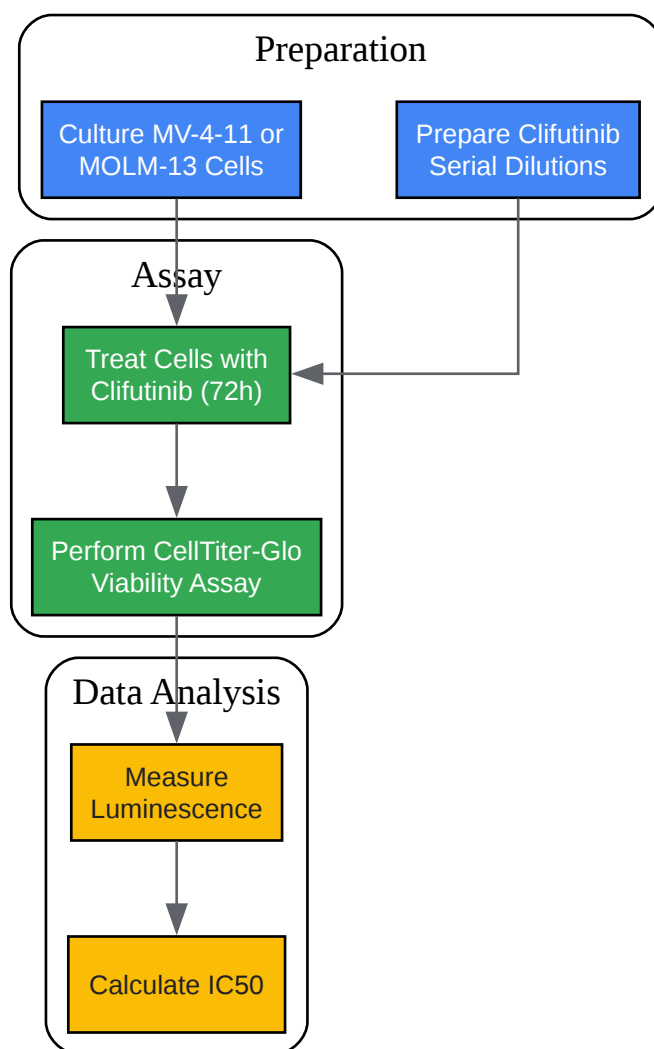 Preparation
Culture MV-4-11 or
MOLM-13 Cells
Prepare Clifutinib
Serial Dilutions
Assay
Treat Cells with
Clifutinib (72h)
Perform CellTiter-Glo
Viability Assay
Data Analysis
Measure
Luminescence
Calculate IC50